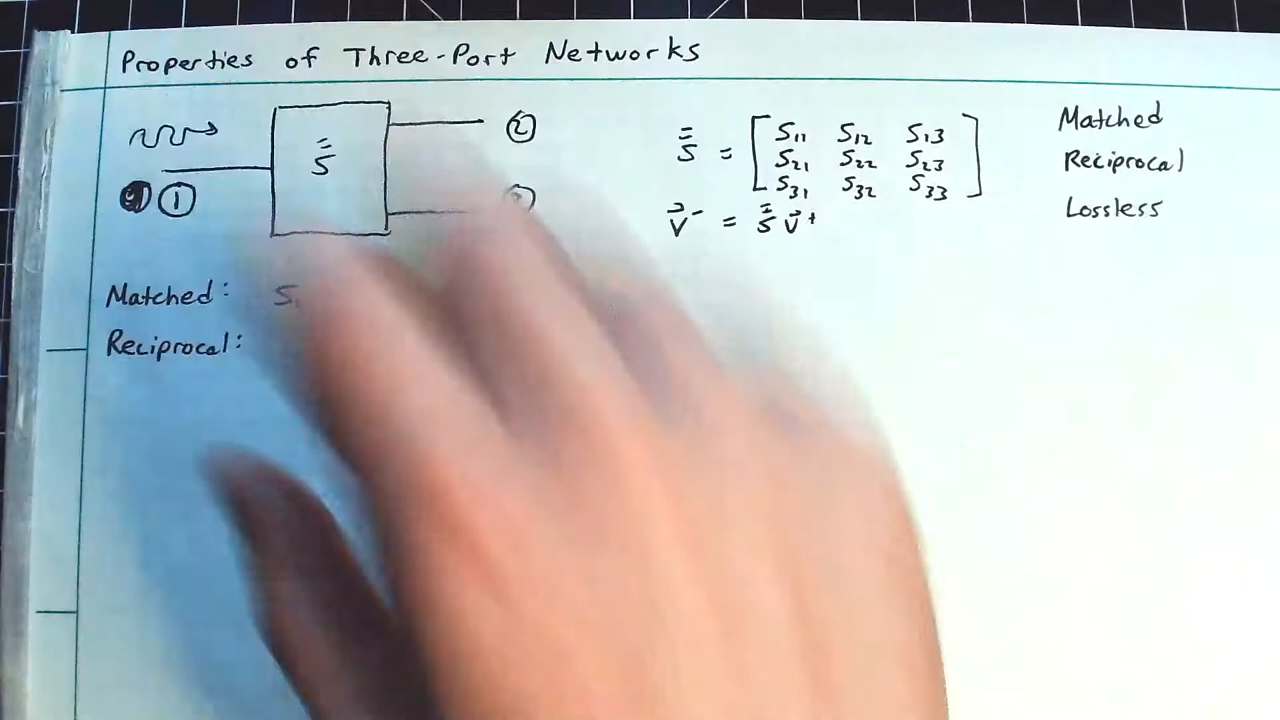 Properties of Three-Port Networks
S̿
②
①
S̿ = [ S11 S12 S13
S21 S22 S23
S31 S32 S33 ]
V⃗⁻ = S̿ V⃗⁺
Matched
Reciprocal
Lossless
Matched: S
Reciprocal: